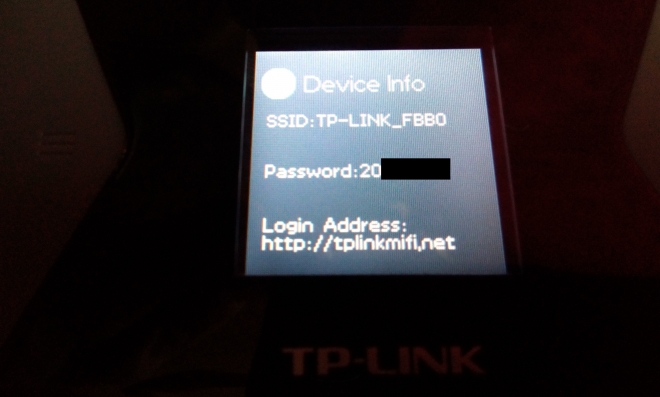 Device Info
SSID:TP-LINK_FBB0
Password:20
Login Address:
http://tplinkmifi.net
TP-LINK